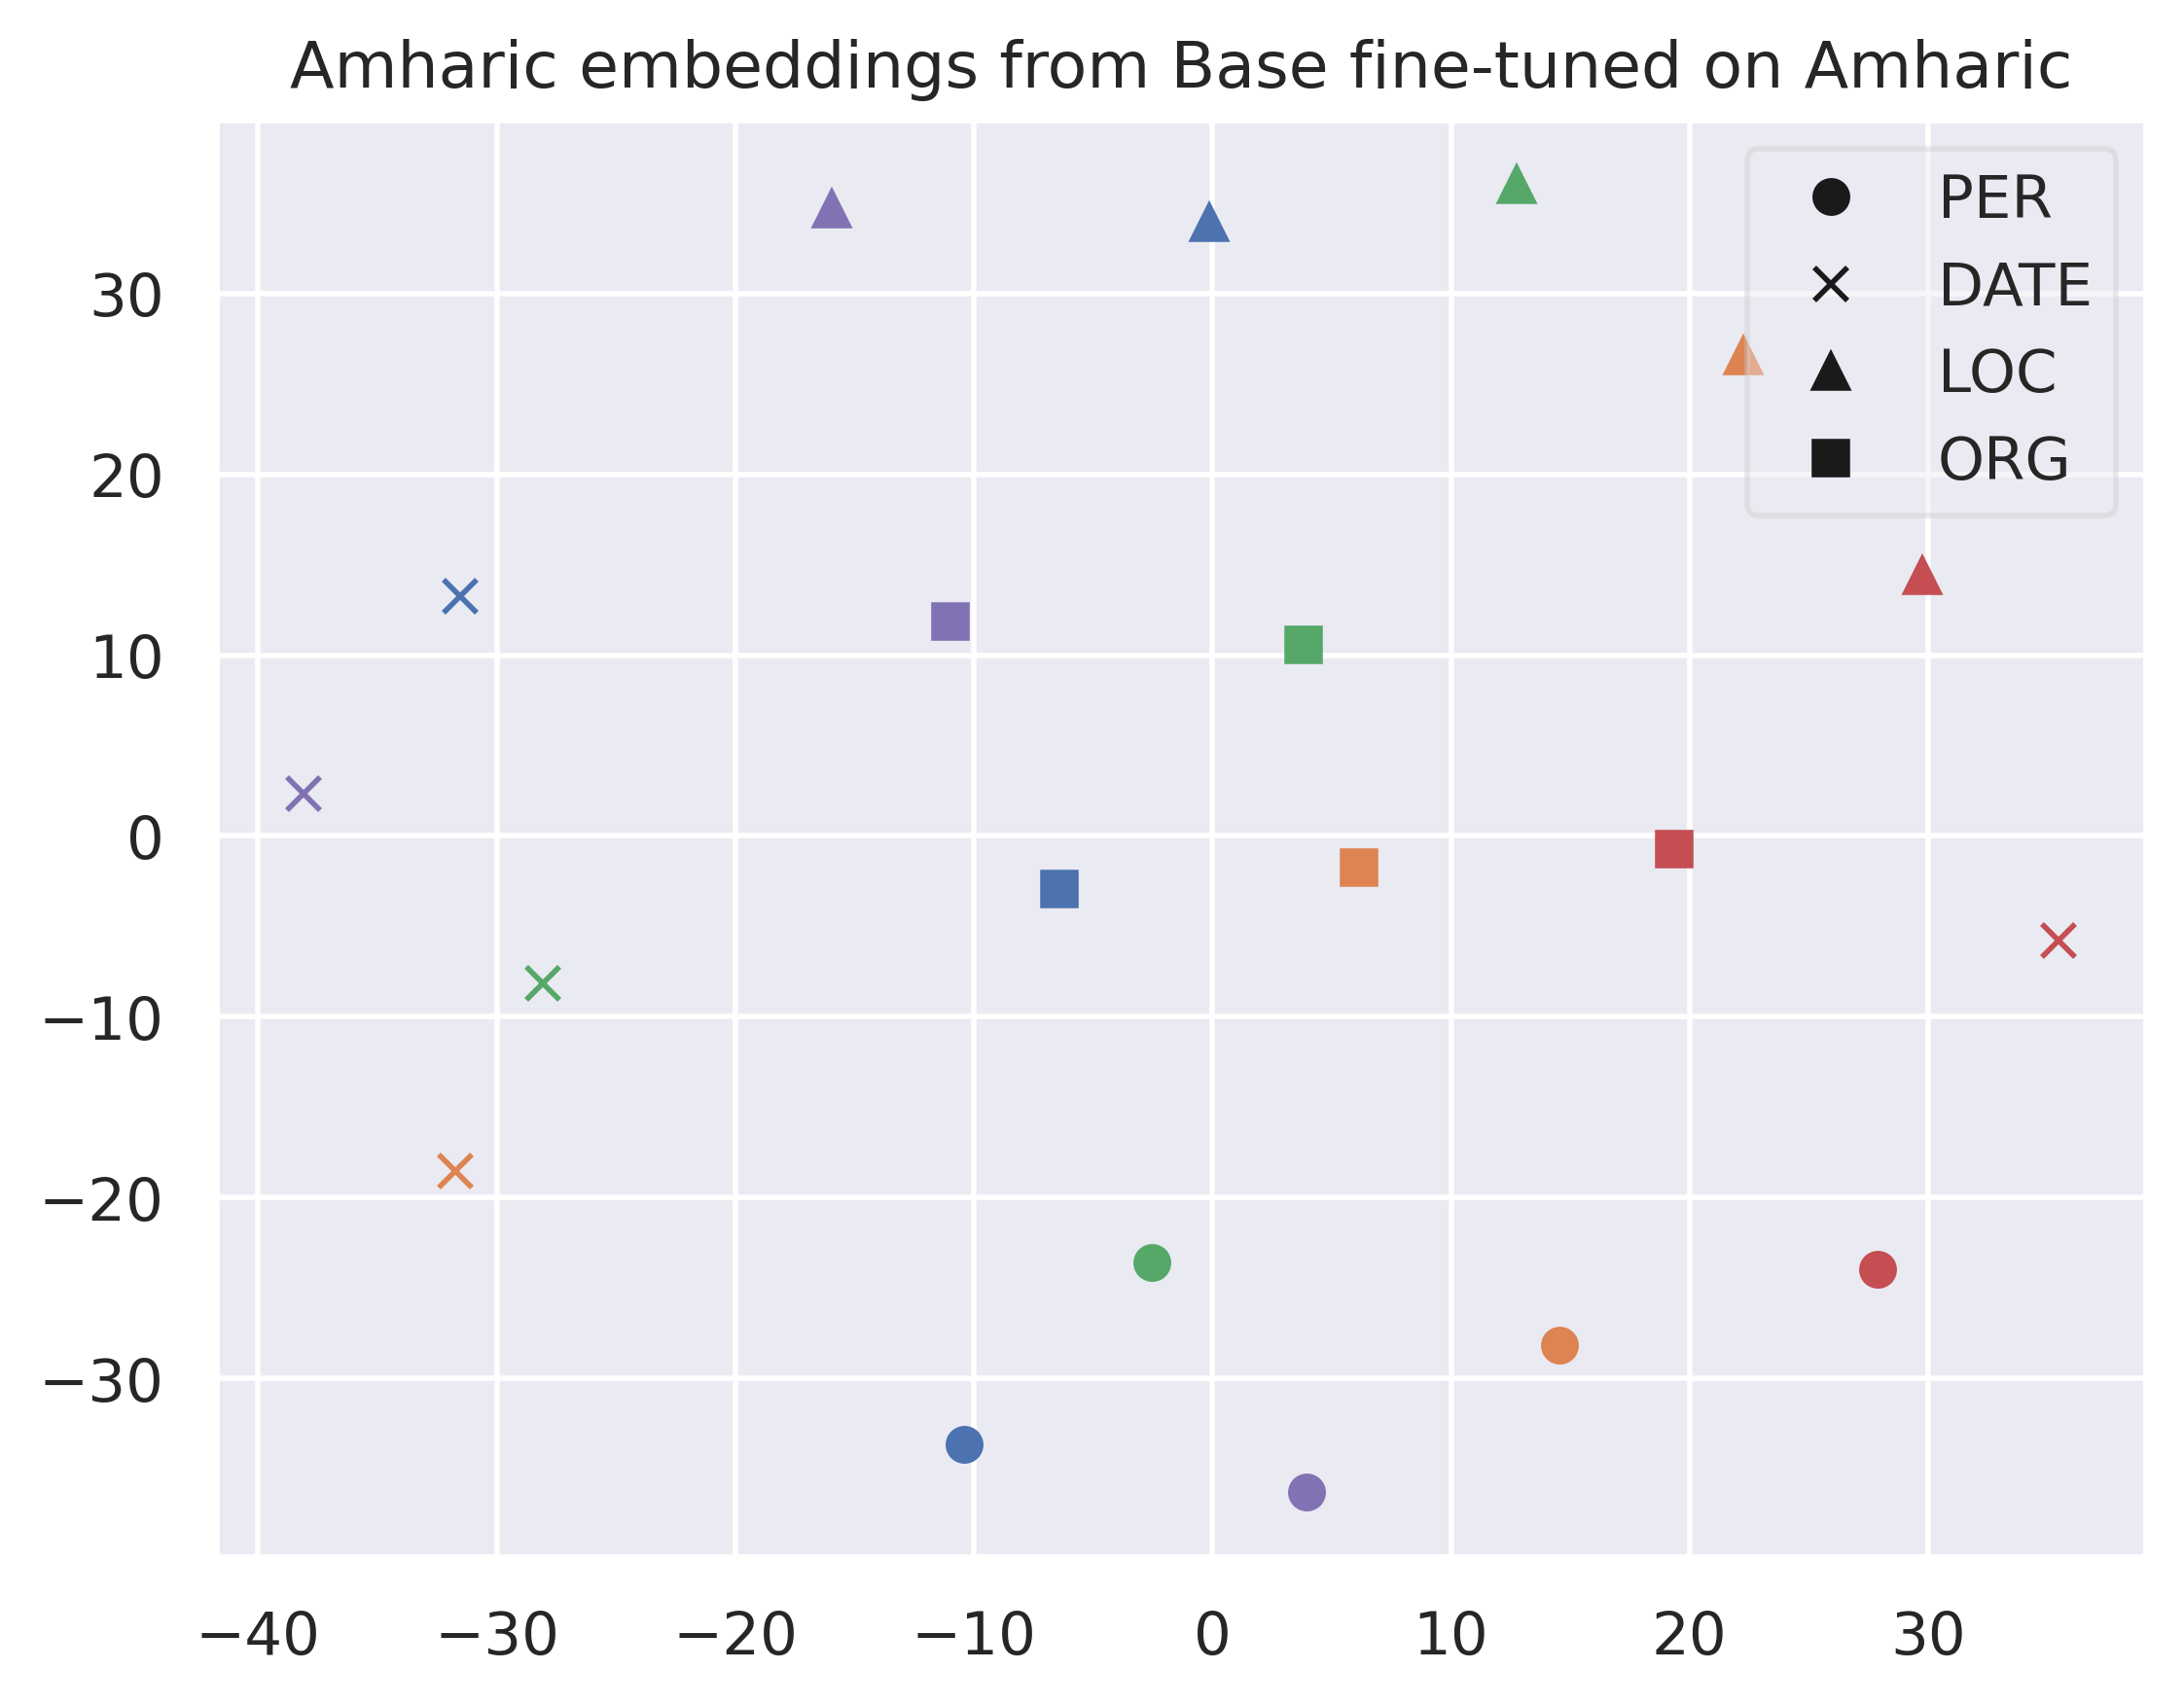 Amharic embeddings from Base fine-tuned on Amharic
PER
DATE
LOC
ORG
30
20
10
0
−10
−20
−30
−40 −30 −20 −10 0 10 20 30